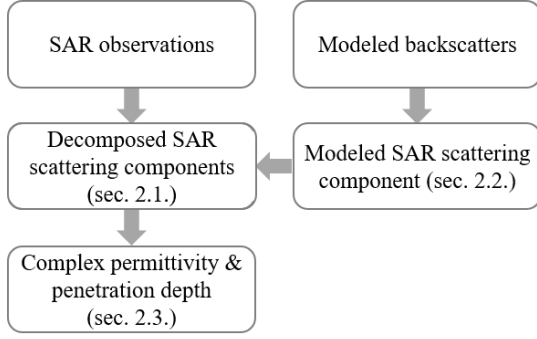 SAR observations
Modeled backscatters
Decomposed SAR
scattering components
(sec. 2.1.)
Modeled SAR scattering
component (sec. 2.2.)
Complex permittivity &
penetration depth
(sec. 2.3.)